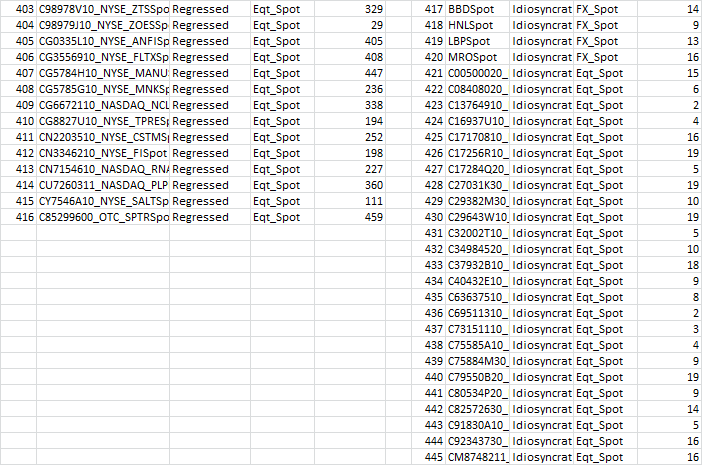 403 C98978V10_NYSE_ZTSSpo Regressed Eqt_Spot 329 417 BBDSpot Idiosyncrat FX_Spot 14
404 C98979J10_NYSE_ZOESSpo Regressed Eqt_Spot 29 418 HNLSpot Idiosyncrat FX_Spot 9
405 CG0335L10_NYSE_ANFISp Regressed Eqt_Spot 405 419 LBPSpot Idiosyncrat FX_Spot 13
406 CG3556910_NYSE_FLTXSp Regressed Eqt_Spot 408 420 MROSpot Idiosyncrat FX_Spot 16
407 CG5784H10_NYSE_MANU Regressed Eqt_Spot 447 421 C00500020_ Idiosyncrat Eqt_Spot 15
408 CG5785G10_NYSE_MNKSp Regressed Eqt_Spot 236 422 C08408020_ Idiosyncrat Eqt_Spot 6
409 CG6672110_NASDAQ_NCL Regressed Eqt_Spot 338 423 C13764910_ Idiosyncrat Eqt_Spot 2
410 CG8827U10_NYSE_TPRESp Regressed Eqt_Spot 194 424 C16937U10_ Idiosyncrat Eqt_Spot 4
411 CN2203510_NYSE_CSTMSp Regressed Eqt_Spot 252 425 C17170810_ Idiosyncrat Eqt_Spot 16
412 CN3346210_NYSE_FISpot Regressed Eqt_Spot 198 426 C17256R10_ Idiosyncrat Eqt_Spot 19
413 CN7154610_NASDAQ_RNA Regressed Eqt_Spot 227 427 C17284Q20_ Idiosyncrat Eqt_Spot 5
414 CU7260311_NASDAQ_PLP Regressed Eqt_Spot 360 428 C27031K30_ Idiosyncrat Eqt_Spot 19
415 CY7546A10_NYSE_SALTSpo Regressed Eqt_Spot 111 429 C29382M30_ Idiosyncrat Eqt_Spot 10
416 C85299600_OTC_SPTRSpo Regressed Eqt_Spot 459 430 C29643W10_ Idiosyncrat Eqt_Spot 19
431 C32002T10_ Idiosyncrat Eqt_Spot 5
432 C34984520_ Idiosyncrat Eqt_Spot 10
433 C37932B10_ Idiosyncrat Eqt_Spot 18
434 C40432E10_ Idiosyncrat Eqt_Spot 9
435 C63637510_ Idiosyncrat Eqt_Spot 8
436 C69511310_ Idiosyncrat Eqt_Spot 2
437 C73151110_ Idiosyncrat Eqt_Spot 3
438 C75585A10_ Idiosyncrat Eqt_Spot 4
439 C75884M30_ Idiosyncrat Eqt_Spot 9
440 C79550B20_ Idiosyncrat Eqt_Spot 19
441 C80534P20_ Idiosyncrat Eqt_Spot 9
442 C82572630_ Idiosyncrat Eqt_Spot 14
443 C91830A10_ Idiosyncrat Eqt_Spot 5
444 C92343730_ Idiosyncrat Eqt_Spot 16
445 CM8748211_ Idiosyncrat Eqt_Spot 16